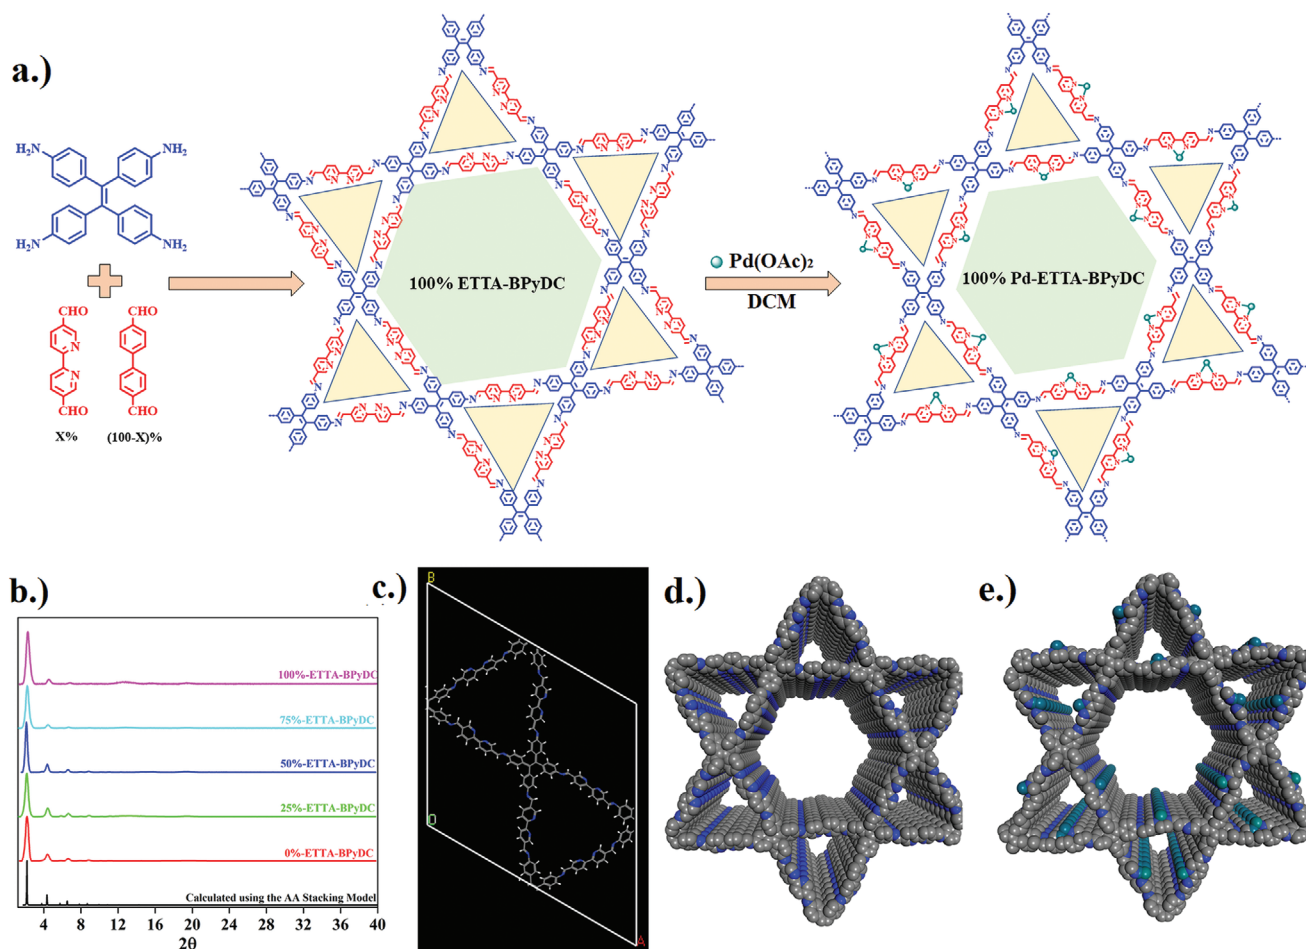 a.)
H₂N
NH₂
H₂N
NH₂
CHO
CHO
N
N
CHO
CHO
X% (100-X)%
100% ETTA-BPyDC
Pd(OAc)₂
DCM
100% Pd-ETTA-BPyDC
b.)
100%-ETTA-BPyDC
75%-ETTA-BPyDC
50%-ETTA-BPyDC
25%-ETTA-BPyDC
0%-ETTA-BPyDC
Calculated using the AA Stacking Model
4 8 12 16 20 24 28 32 36 40
2θ
c.)
B
O
A
d.)
e.)